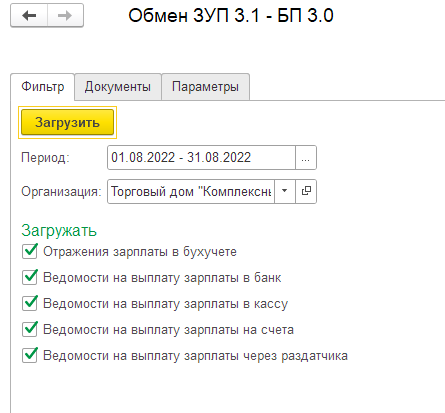 Обмен ЗУП 3.1 - БП 3.0
Фильтр Документы Параметры
Загрузить
Период: 01.08.2022 - 31.08.2022 ...
Организация: Торговый дом "Комплексны
Загружать
Отражения зарплаты в бухучете
Ведомости на выплату зарплаты в банк
Ведомости на выплату зарплаты в кассу
Ведомости на выплату зарплаты на счета
Ведомости на выплату зарплаты через раздатчика